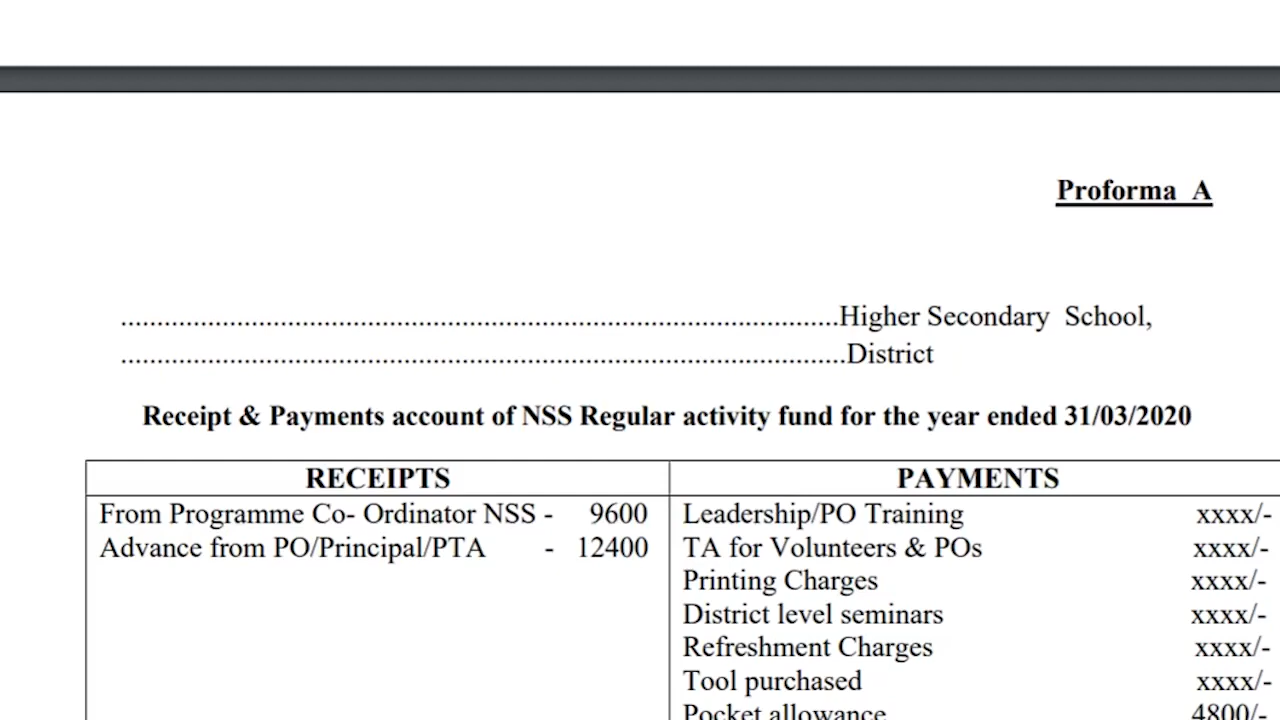 Proforma A
................................................................................................Higher Secondary School,
.................................................................................................District
Receipt & Payments account of NSS Regular activity fund for the year ended 31/03/2020
RECEIPTS PAYMENTS
From Programme Co- Ordinator NSS - 9600 Leadership/PO Training xxxx/-
Advance from PO/Principal/PTA - 12400 TA for Volunteers & POs xxxx/-
Printing Charges xxxx/-
District level seminars xxxx/-
Refreshment Charges xxxx/-
Tool purchased xxxx/-
Pocket allowance 4800/-